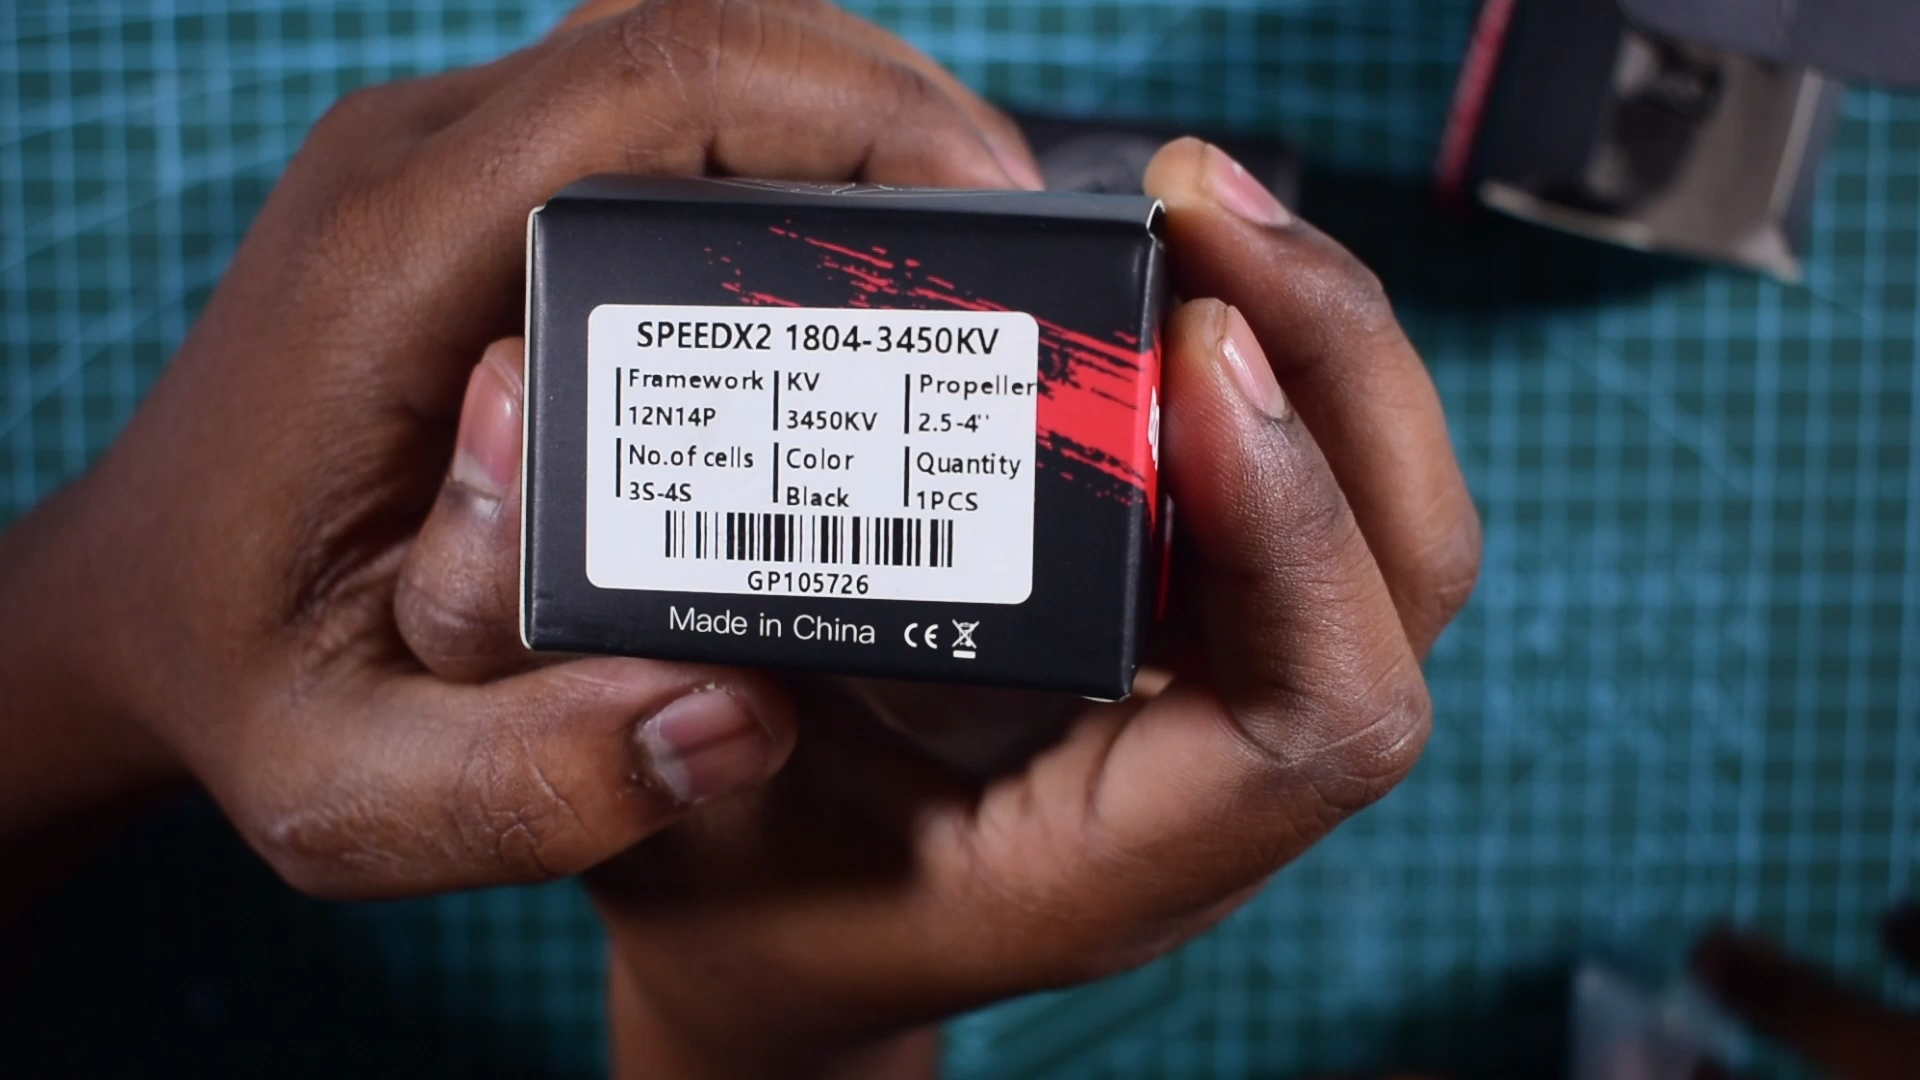 SPEEDX2 1804-3450KV
Framework KV Propeller
12N14P 3450KV 2.5-4''
No.of cells Color Quantity
3S-4S Black 1PCS
GP105726
Made in China CE